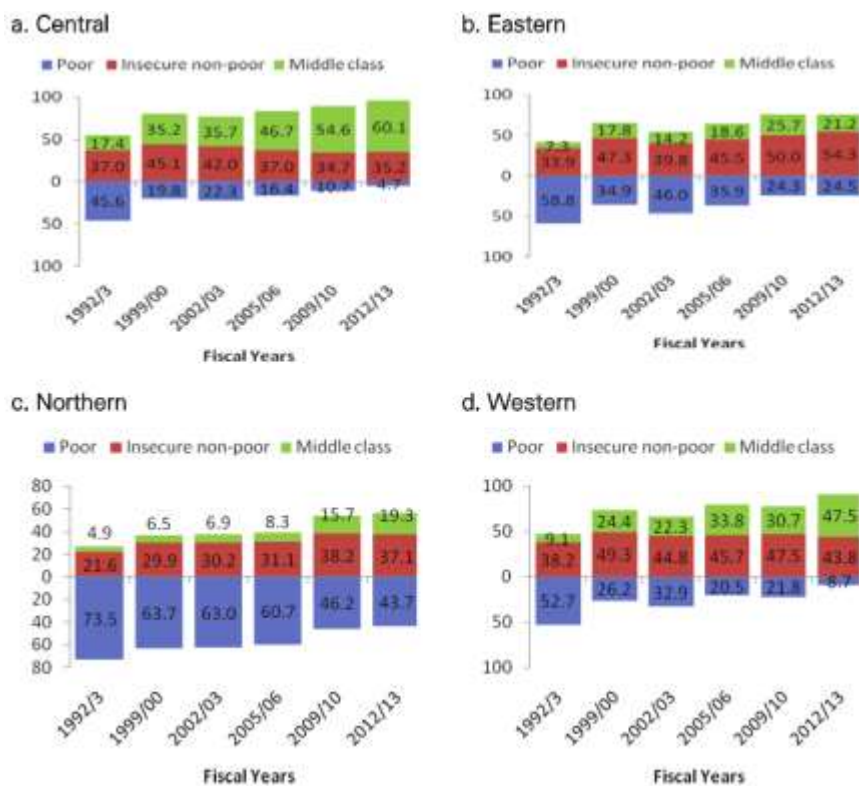 a. Central
Poor Insecure non-poor Middle class
100
50
0
50
100
17.4 35.2 35.7 46.7 54.6 60.1
37.0 45.1 42.0 37.0 34.7 35.2
45.6 19.8 22.3 16.4 10.7 4.7
1992/3 1999/00 2002/03 2005/06 2009/10 2012/13
Fiscal Years
b. Eastern
Poor Insecure non-poor Middle class
100
50
0
50
100
7.3 17.8 14.2 18.6 25.7 21.2
33.9 47.3 39.8 45.5 50.0 54.3
58.8 34.9 46.0 35.9 24.3 24.5
1992/3 1999/00 2002/03 2005/06 2009/10 2012/13
Fiscal Years
c. Northern
Poor Insecure non-poor Middle class
80
60
40
20
0
20
40
60
80
4.9 6.5 6.9 8.3 15.7 19.3
21.6 29.9 30.2 31.1 38.2 37.1
73.5 63.7 63.0 60.7 46.2 43.7
1992/3 1999/00 2002/03 2005/06 2009/10 2012/13
Fiscal Years
d. Western
Poor Insecure non-poor Middle class
100
50
0
50
100
9.1 24.4 22.3 33.8 30.7 47.5
38.2 49.3 44.8 45.7 47.5 43.8
52.7 26.2 32.9 20.5 21.8 8.7
1992/3 1999/00 2002/03 2005/06 2009/10 2012/13
Fiscal Years